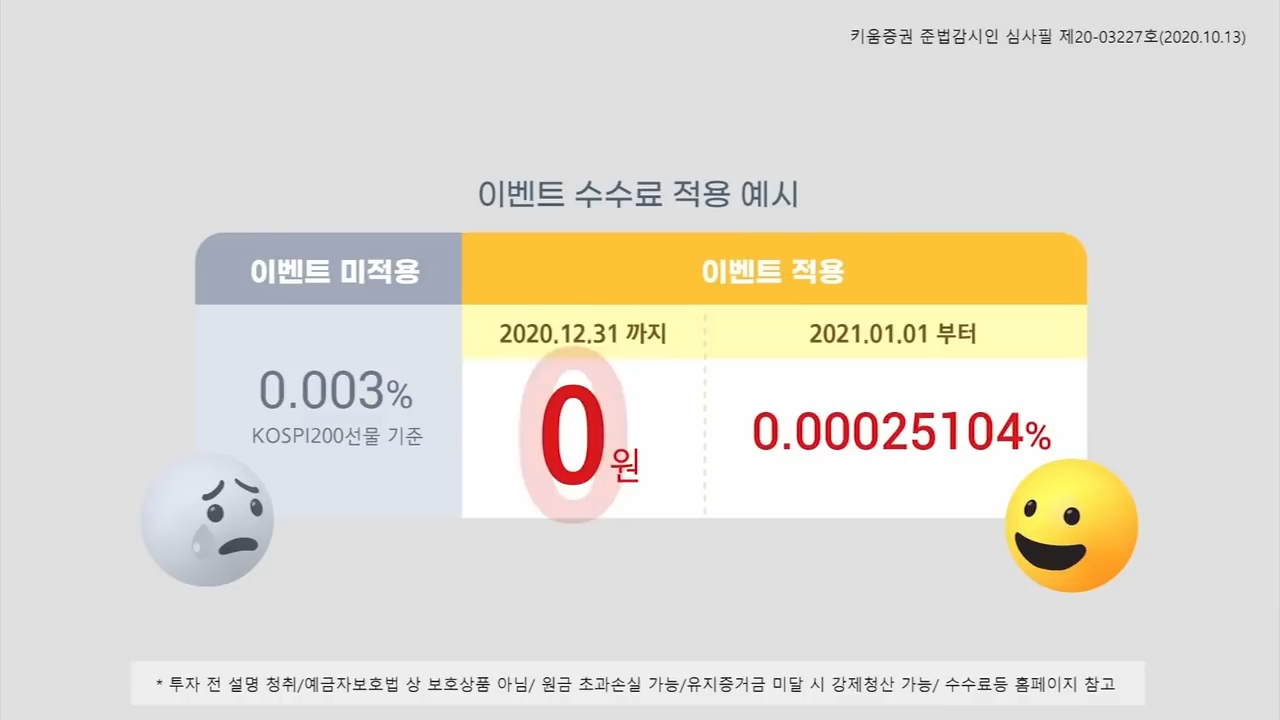 키움증권 준법감시인 심사필 제20-03227호(2020.10.13)
이벤트 수수료 적용 예시
이벤트 미적용
이벤트 적용
2020.12.31 까지
2021.01.01 부터
0.003%
KOSPI200선물 기준
0원
0.00025104%
* 투자 전 설명 청취/예금자보호법 상 보호상품 아님/ 원금 초과손실 가능/유지증거금 미달 시 강제청산 가능/ 수수료등 홈페이지 참고